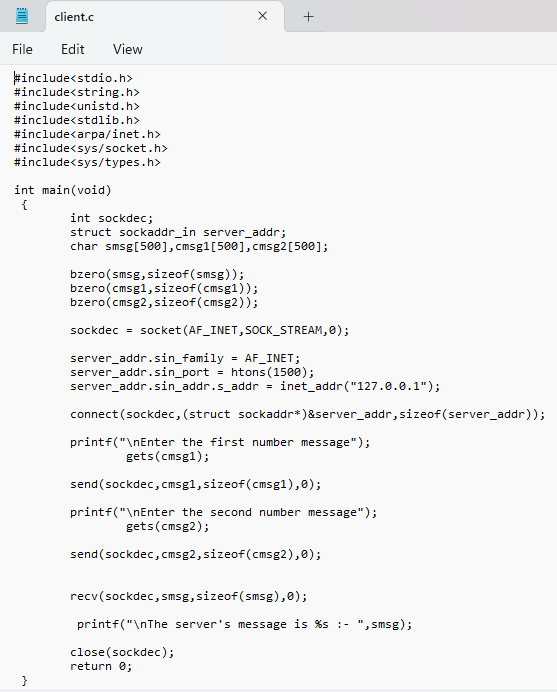 client.c
File Edit View
#include<stdio.h>
#include<string.h>
#include<unistd.h>
#include<stdlib.h>
#include<arpa/inet.h>
#include<sys/socket.h>
#include<sys/types.h>
int main(void)
{
int sockdec;
struct sockaddr_in server_addr;
char smsg[500],cmsg1[500],cmsg2[500];
bzero(smsg,sizeof(smsg));
bzero(cmsg1,sizeof(cmsg1));
bzero(cmsg2,sizeof(cmsg2));
sockdec = socket(AF_INET,SOCK_STREAM,0);
server_addr.sin_family = AF_INET;
server_addr.sin_port = htons(1500);
server_addr.sin_addr.s_addr = inet_addr("127.0.0.1");
connect(sockdec,(struct sockaddr*)&server_addr,sizeof(server_addr));
printf("\nEnter the first number message");
gets(cmsg1);
send(sockdec,cmsg1,sizeof(cmsg1),0);
printf("\nEnter the second number message");
gets(cmsg2);
send(sockdec,cmsg2,sizeof(cmsg2),0);
recv(sockdec,smsg,sizeof(smsg),0);
printf("\nThe server's message is %s :- ",smsg);
close(sockdec);
return 0;
}